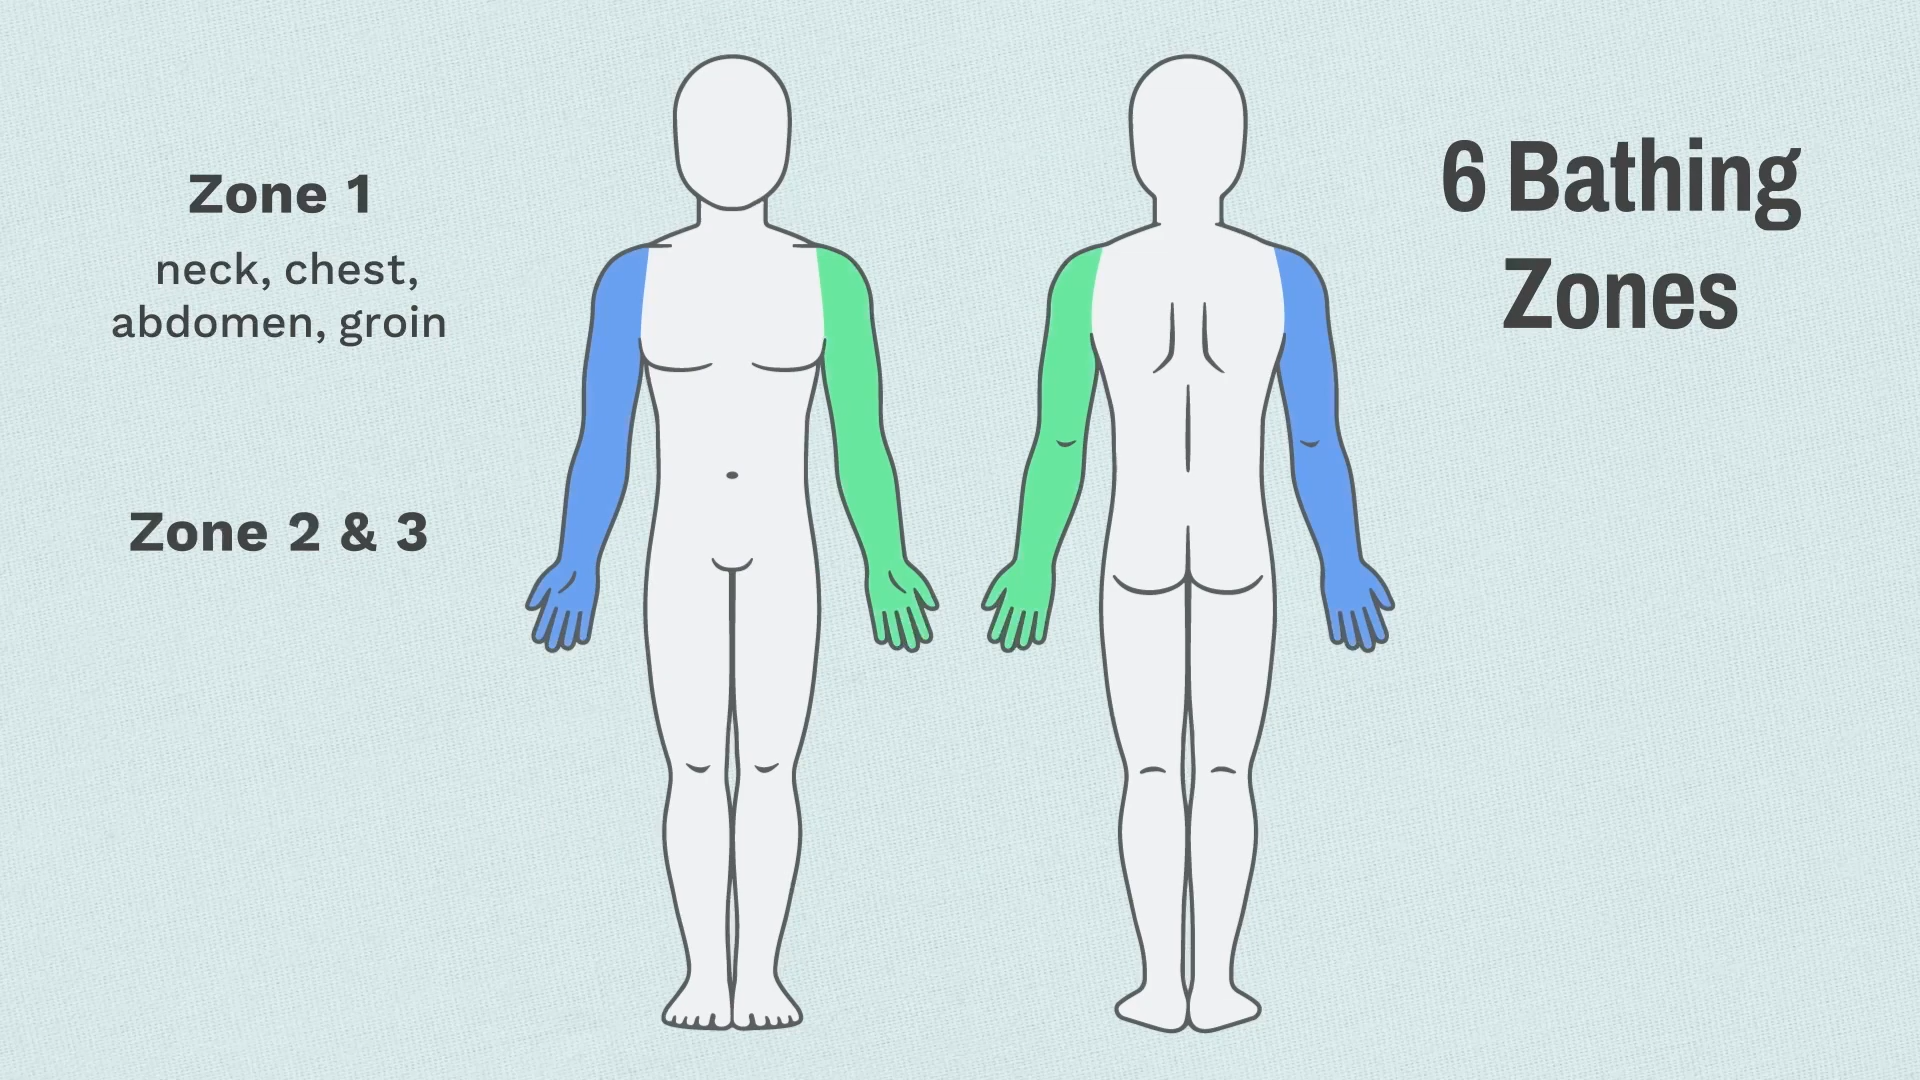 Zone 1
neck, chest,
abdomen, groin
Zone 2 & 3
6 Bathing
Zones